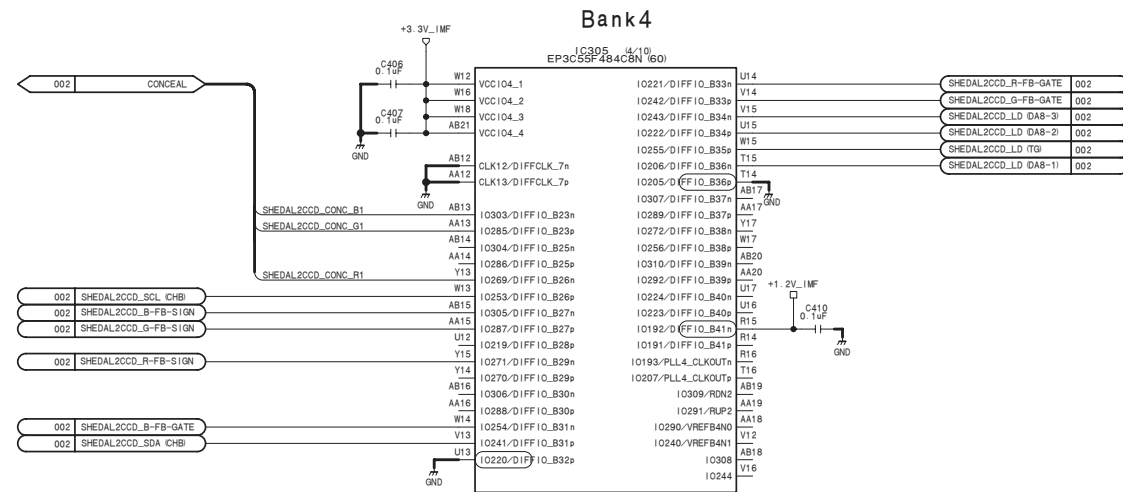 Bank4
+3.3V_IMF
IC305 (4/10)
EP3C55F484C8N (60)
C406
0.1uF
C407
0.1uF
GND
002 CONCEAL
W12 VCCIO4_1
W16 VCCIO4_2
W18 VCCIO4_3
AB21 VCCIO4_4
AB12 CLK12/DIFFCLK_7n
AA12 CLK13/DIFFCLK_7p
GND
SHEDAL2CCD_CONC_B1 AB13 IO303/DIFFIO_B23n
SHEDAL2CCD_CONC_G1 AA13 IO285/DIFFIO_B23p
AB14 IO304/DIFFIO_B25n
AA14 IO286/DIFFIO_B25p
SHEDAL2CCD_CONC_R1 Y13 IO269/DIFFIO_B26n
002 SHEDAL2CCD_SCL (CHB) W13 IO253/DIFFIO_B26p
002 SHEDAL2CCD_B-FB-SIGN AB15 IO305/DIFFIO_B27n
002 SHEDAL2CCD_G-FB-SIGN AA15 IO287/DIFFIO_B27p
U12 IO219/DIFFIO_B28p
002 SHEDAL2CCD_R-FB-SIGN Y15 IO271/DIFFIO_B29n
Y14 IO270/DIFFIO_B29p
AB16 IO306/DIFFIO_B30n
AA16 IO288/DIFFIO_B30p
002 SHEDAL2CCD_B-FB-GATE W14 IO254/DIFFIO_B31n
002 SHEDAL2CCD_SDA (CHB) V13 IO241/DIFFIO_B31p
U13 IO220/DIFFIO_B32p
GND
IO221/DIFFIO_B33n U14 SHEDAL2CCD_R-FB-GATE 002
IO242/DIFFIO_B33p V14 SHEDAL2CCD_G-FB-GATE 002
IO243/DIFFIO_B34n V15 SHEDAL2CCD_LD (DA8-3) 002
IO222/DIFFIO_B34p U15 SHEDAL2CCD_LD (DA8-2) 002
IO255/DIFFIO_B35p W15 SHEDAL2CCD_LD (TG) 002
IO206/DIFFIO_B36n T15 SHEDAL2CCD_LD (DA8-1) 002
IO205/DIFFIO_B36p T14
GND
IO307/DIFFIO_B37n AB17
IO289/DIFFIO_B37p AA17
IO272/DIFFIO_B38n Y17
IO256/DIFFIO_B38p W17
IO310/DIFFIO_B39n AB20
IO292/DIFFIO_B39p AA20
IO224/DIFFIO_B40n U17
+1.2V_IMF
IO223/DIFFIO_B40p U16
C410
0.1uF
IO192/DIFFIO_B41n R15
GND
IO191/DIFFIO_B41p R14
IO193/PLL4_CLKOUTn R16
IO207/PLL4_CLKOUTp T16
IO309/RDN2 AB19
IO291/RUP2 AA19
IO290/VREFB4N0 AA18
IO240/VREFB4N1 V12
IO308 AB18
IO244 V16